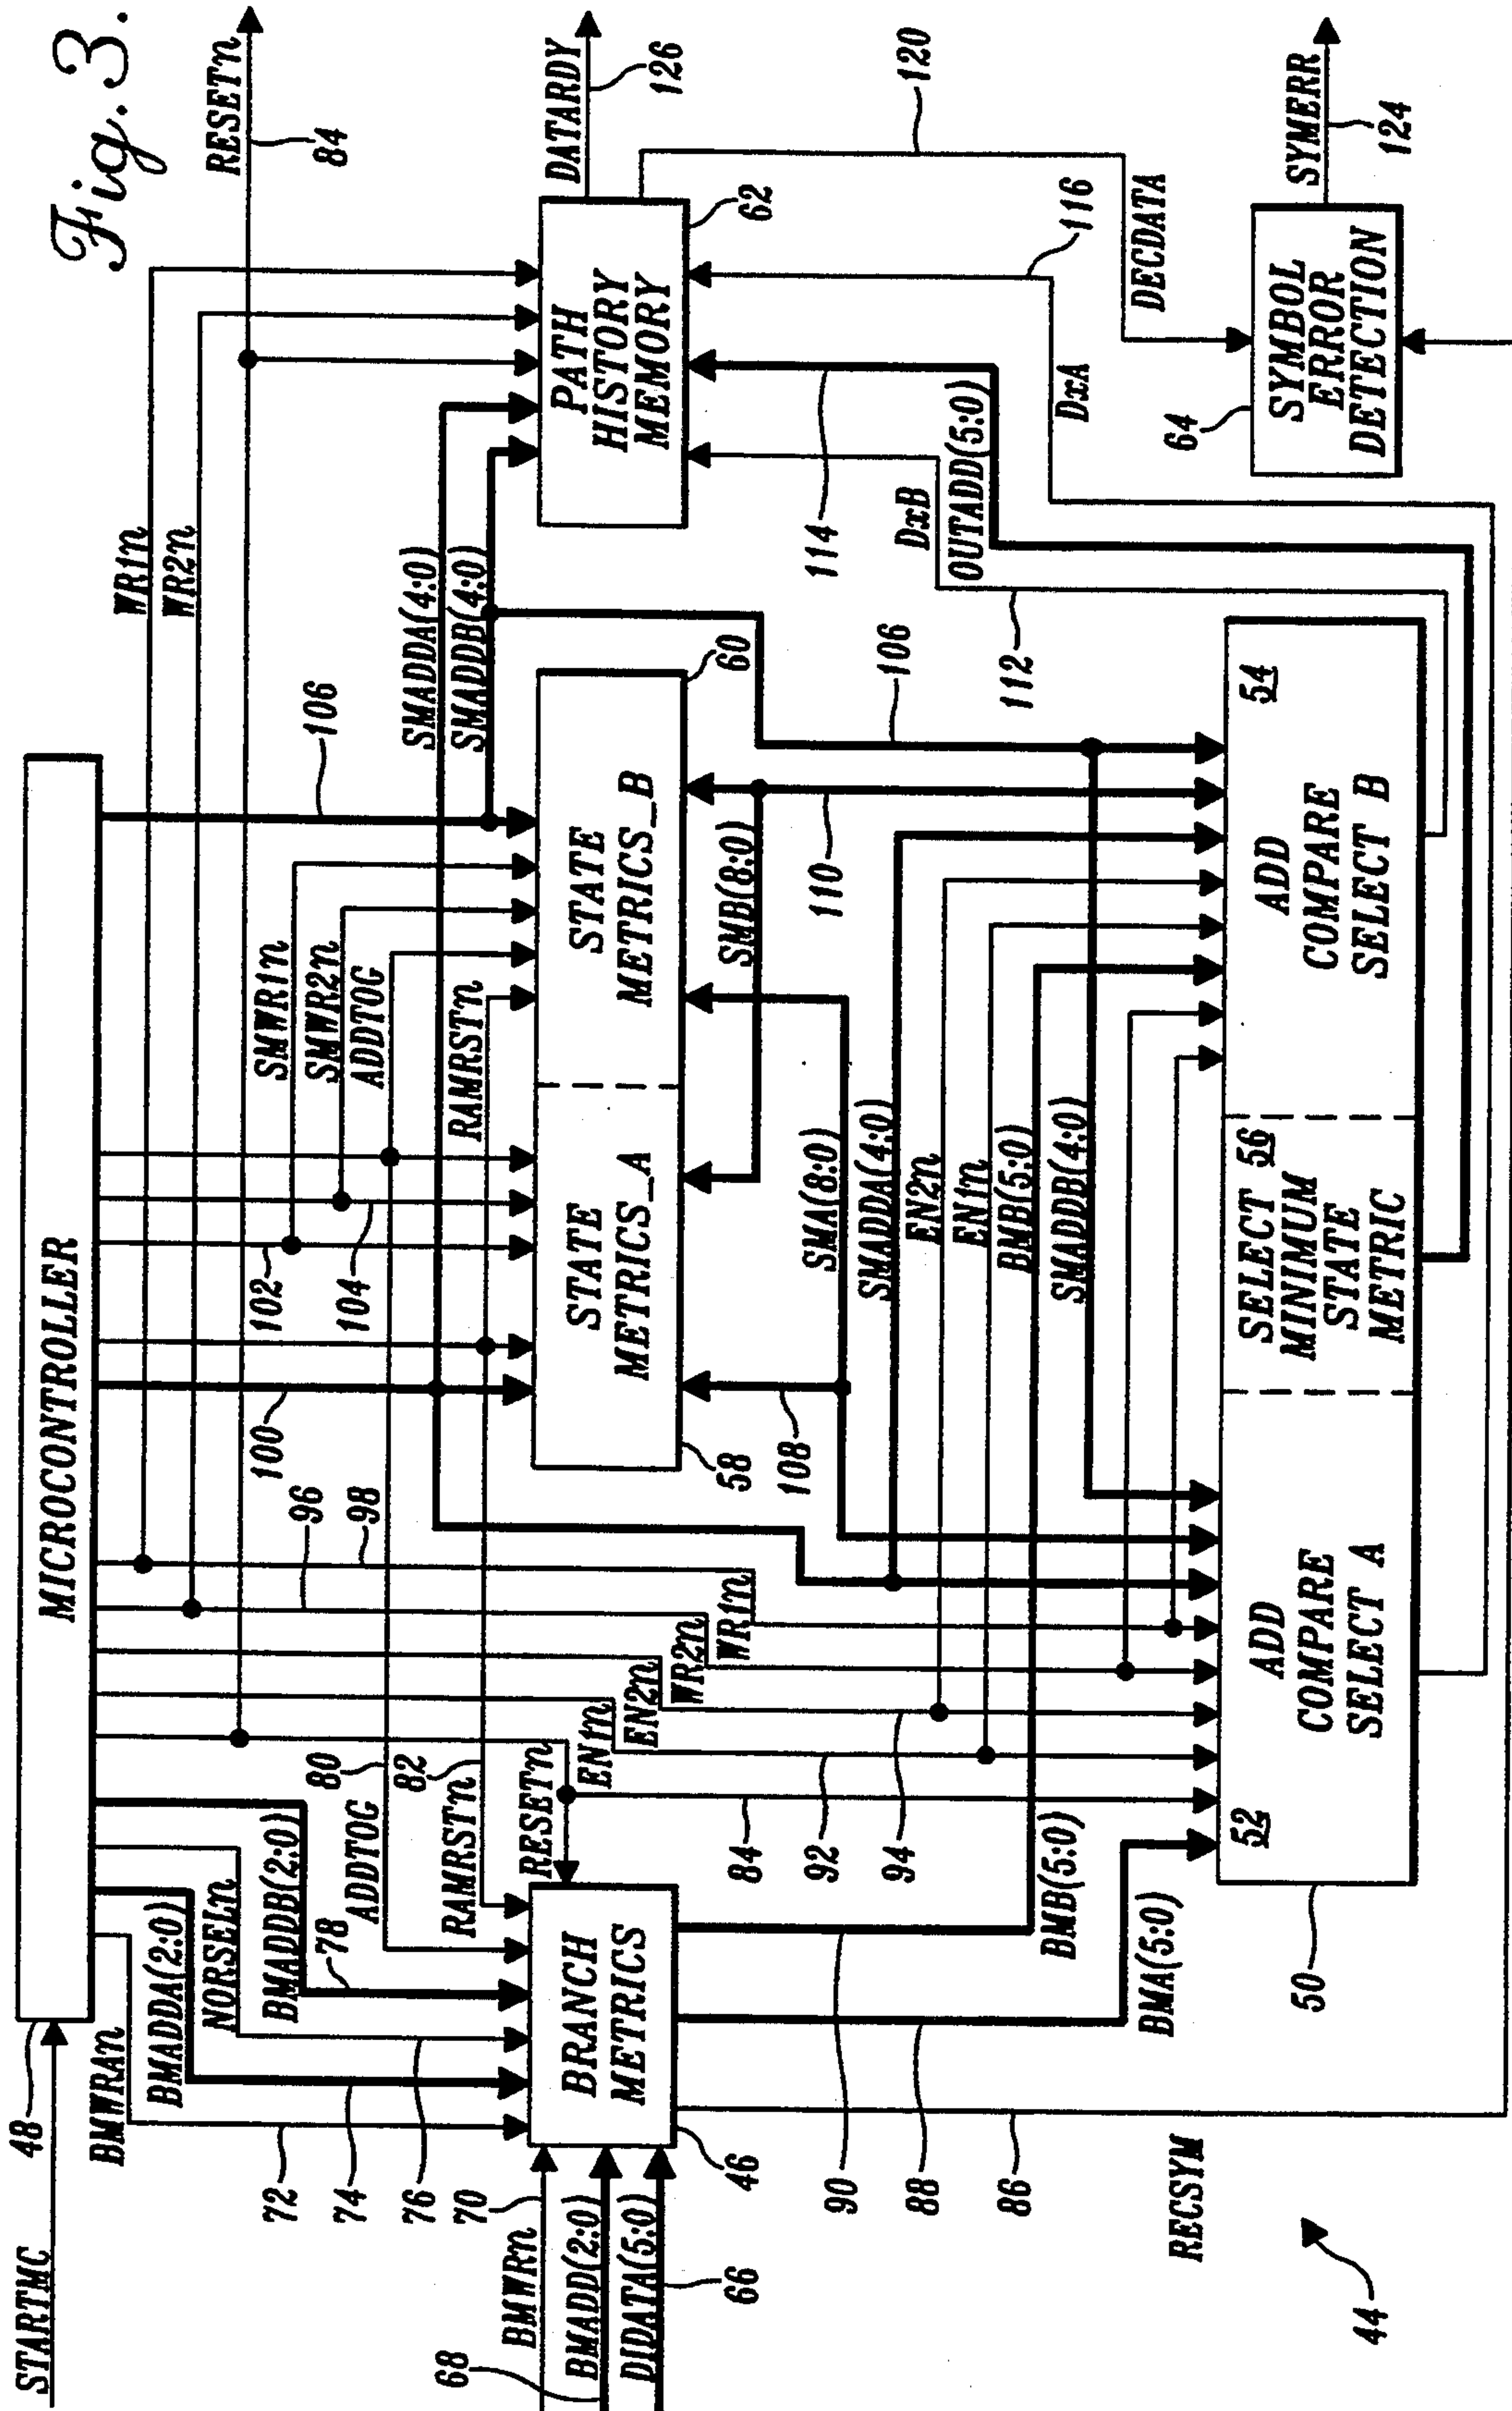 Fig. 3.
STARTMC
48
MICROCONTROLLER
BMWRAn
BMADDA(2:0)
NORSELn
BMADDB(2:0)
78
72
74
76
70
BMWRn
68
BMADD(2:0)
DIDATA(5:0)
66
80
ADDTOG
82
RAMRSTn
RESETn
EN1n
EN2n
WR2n
WR1n
96
98
100
102
104
SMWR1n
SMWR2n
ADDTOG
RAMRSTn
106
WR1n
WR2n
RESETn
84
SMADDA(4:0)
SMADDB(4:0)
BRANCH
METRICS
46
STATE
METRICS_A
58
STATE
METRICS_B
60
PATH
HISTORY
MEMORY
62
DATARDY
126
120
84
92
94
108
SMB(8:0)
110
106
SMA(8:0)
SMADDA(4:0)
EN2n
EN1n
BMB(5:0)
SMADDB(4:0)
112
114
DxB
OUTADD(5:0)
DxA
116
DECDATA
90
88
86
BMB(5:0)
BMA(5:0)
RECSYM
44
50
52
ADD
COMPARE
SELECT A
SELECT 56
MINIMUM
STATE
METRIC
54
ADD
COMPARE
SELECT B
64
SYMBOL
ERROR
DETECTION
SYMERR
124